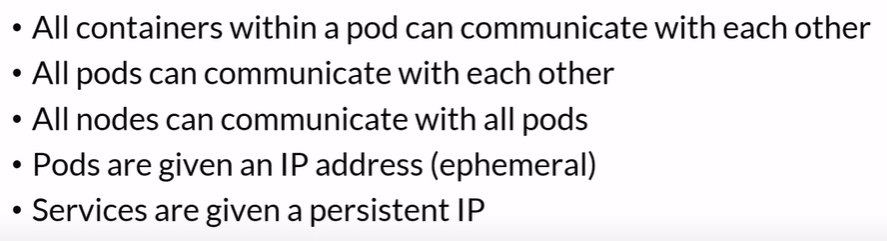 • All containers within a pod can communicate with each other
• All pods can communicate with each other
• All nodes can communicate with all pods
• Pods are given an IP address (ephemeral)
• Services are given a persistent IP